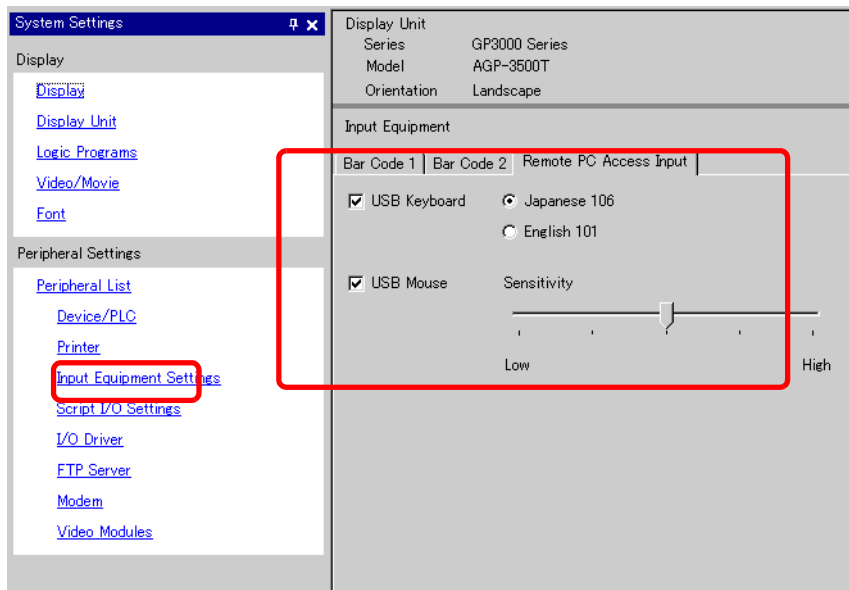 System Settings
Display
Display
Display Unit
Logic Programs
Video/Movie
Font
Peripheral Settings
Peripheral List
Device/PLC
Printer
Input Equipment Settings
Script I/O Settings
I/O Driver
FTP Server
Modem
Video Modules
Display Unit
Series GP3000 Series
Model AGP-3500T
Orientation Landscape
Input Equipment
Bar Code 1 Bar Code 2 Remote PC Access Input
USB Keyboard Japanese 106
English 101
USB Mouse Sensitivity
Low High